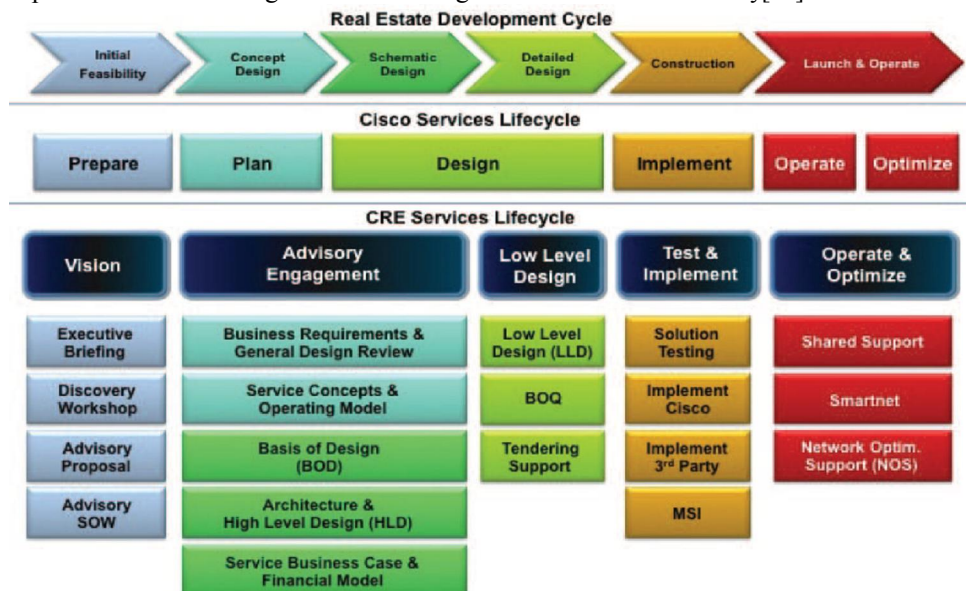 Real Estate Development Cycle
Initial
Feasibility
Concept
Design
Schematic
Design
Detailed
Design
Construction
Launch & Operate
Cisco Services Lifecycle
Prepare
Plan
Design
Implement
Operate
Optimize
CRE Services Lifecycle
Vision
Advisory
Engagement
Low Level
Design
Test &
Implement
Operate &
Optimize
Executive
Briefing
Discovery
Workshop
Advisory
Proposal
Advisory
SOW
Business Requirements &
General Design Review
Service Concepts &
Operating Model
Basis of Design
(BOD)
Architecture &
High Level Design (HLD)
Service Business Case &
Financial Model
Low Level
Design (LLD)
BOQ
Tendering
Support
Solution
Testing
Implement
Cisco
Implement
3rd Party
MSI
Shared Support
Smartnet
Network Optim.
Support (NOS)